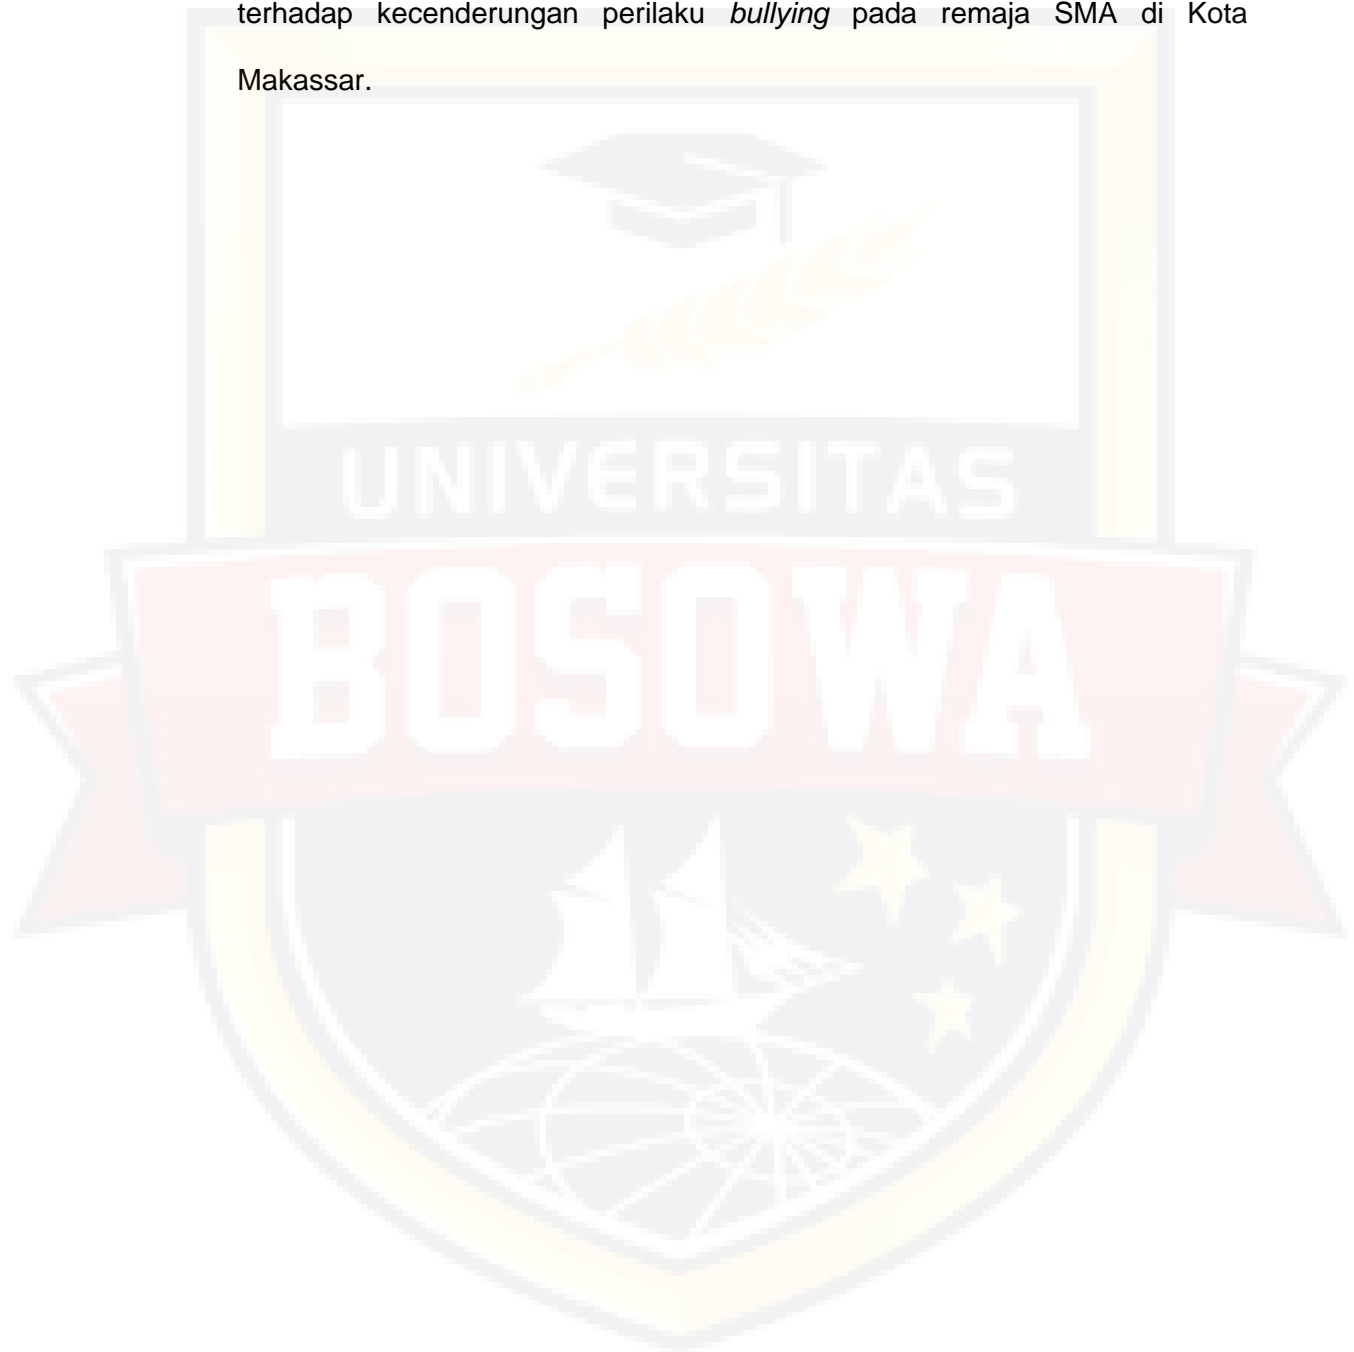 terhadap kecenderungan perilaku bullying pada remaja SMA di Kota
Makassar.
UNIVERSITAS
BOSOWA